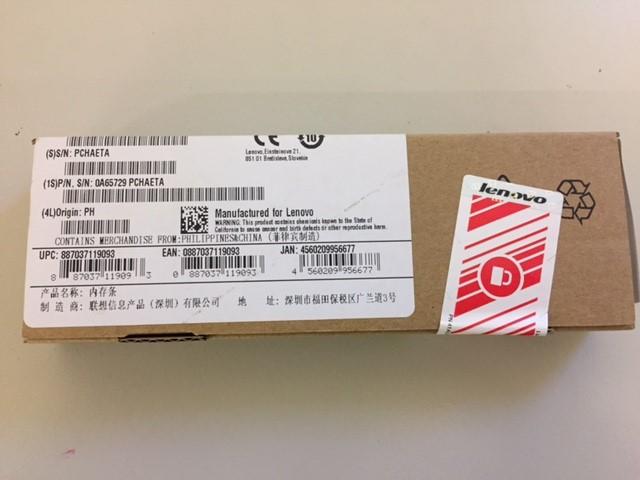 (S)S/N: PCHAETA
(1S)P/N, S/N: 0A65729 PCHAETA
(4L)Origin: PH
Lenovo, Einsteinova 21,
851 01 Bratislava, Slovenia
10
Manufactured for Lenovo
WARNING: This product contains chemicals known to the State of
California to cause cancer and birth defects or other reproductive harm.
CONTAINS MERCHANDISE FROM:PHILIPPINES&CHINA (菲律宾制造)
UPC: 887037119093 EAN: 0887037119093 JAN: 4560209956677
8 87037 11909 3 0 887037 119093 4 560209 956677
产品名称: 内存条
制 造 商: 联想信息产品(深圳)有限公司 地 址: 深圳市福田保税区广兰道3号
lenovo